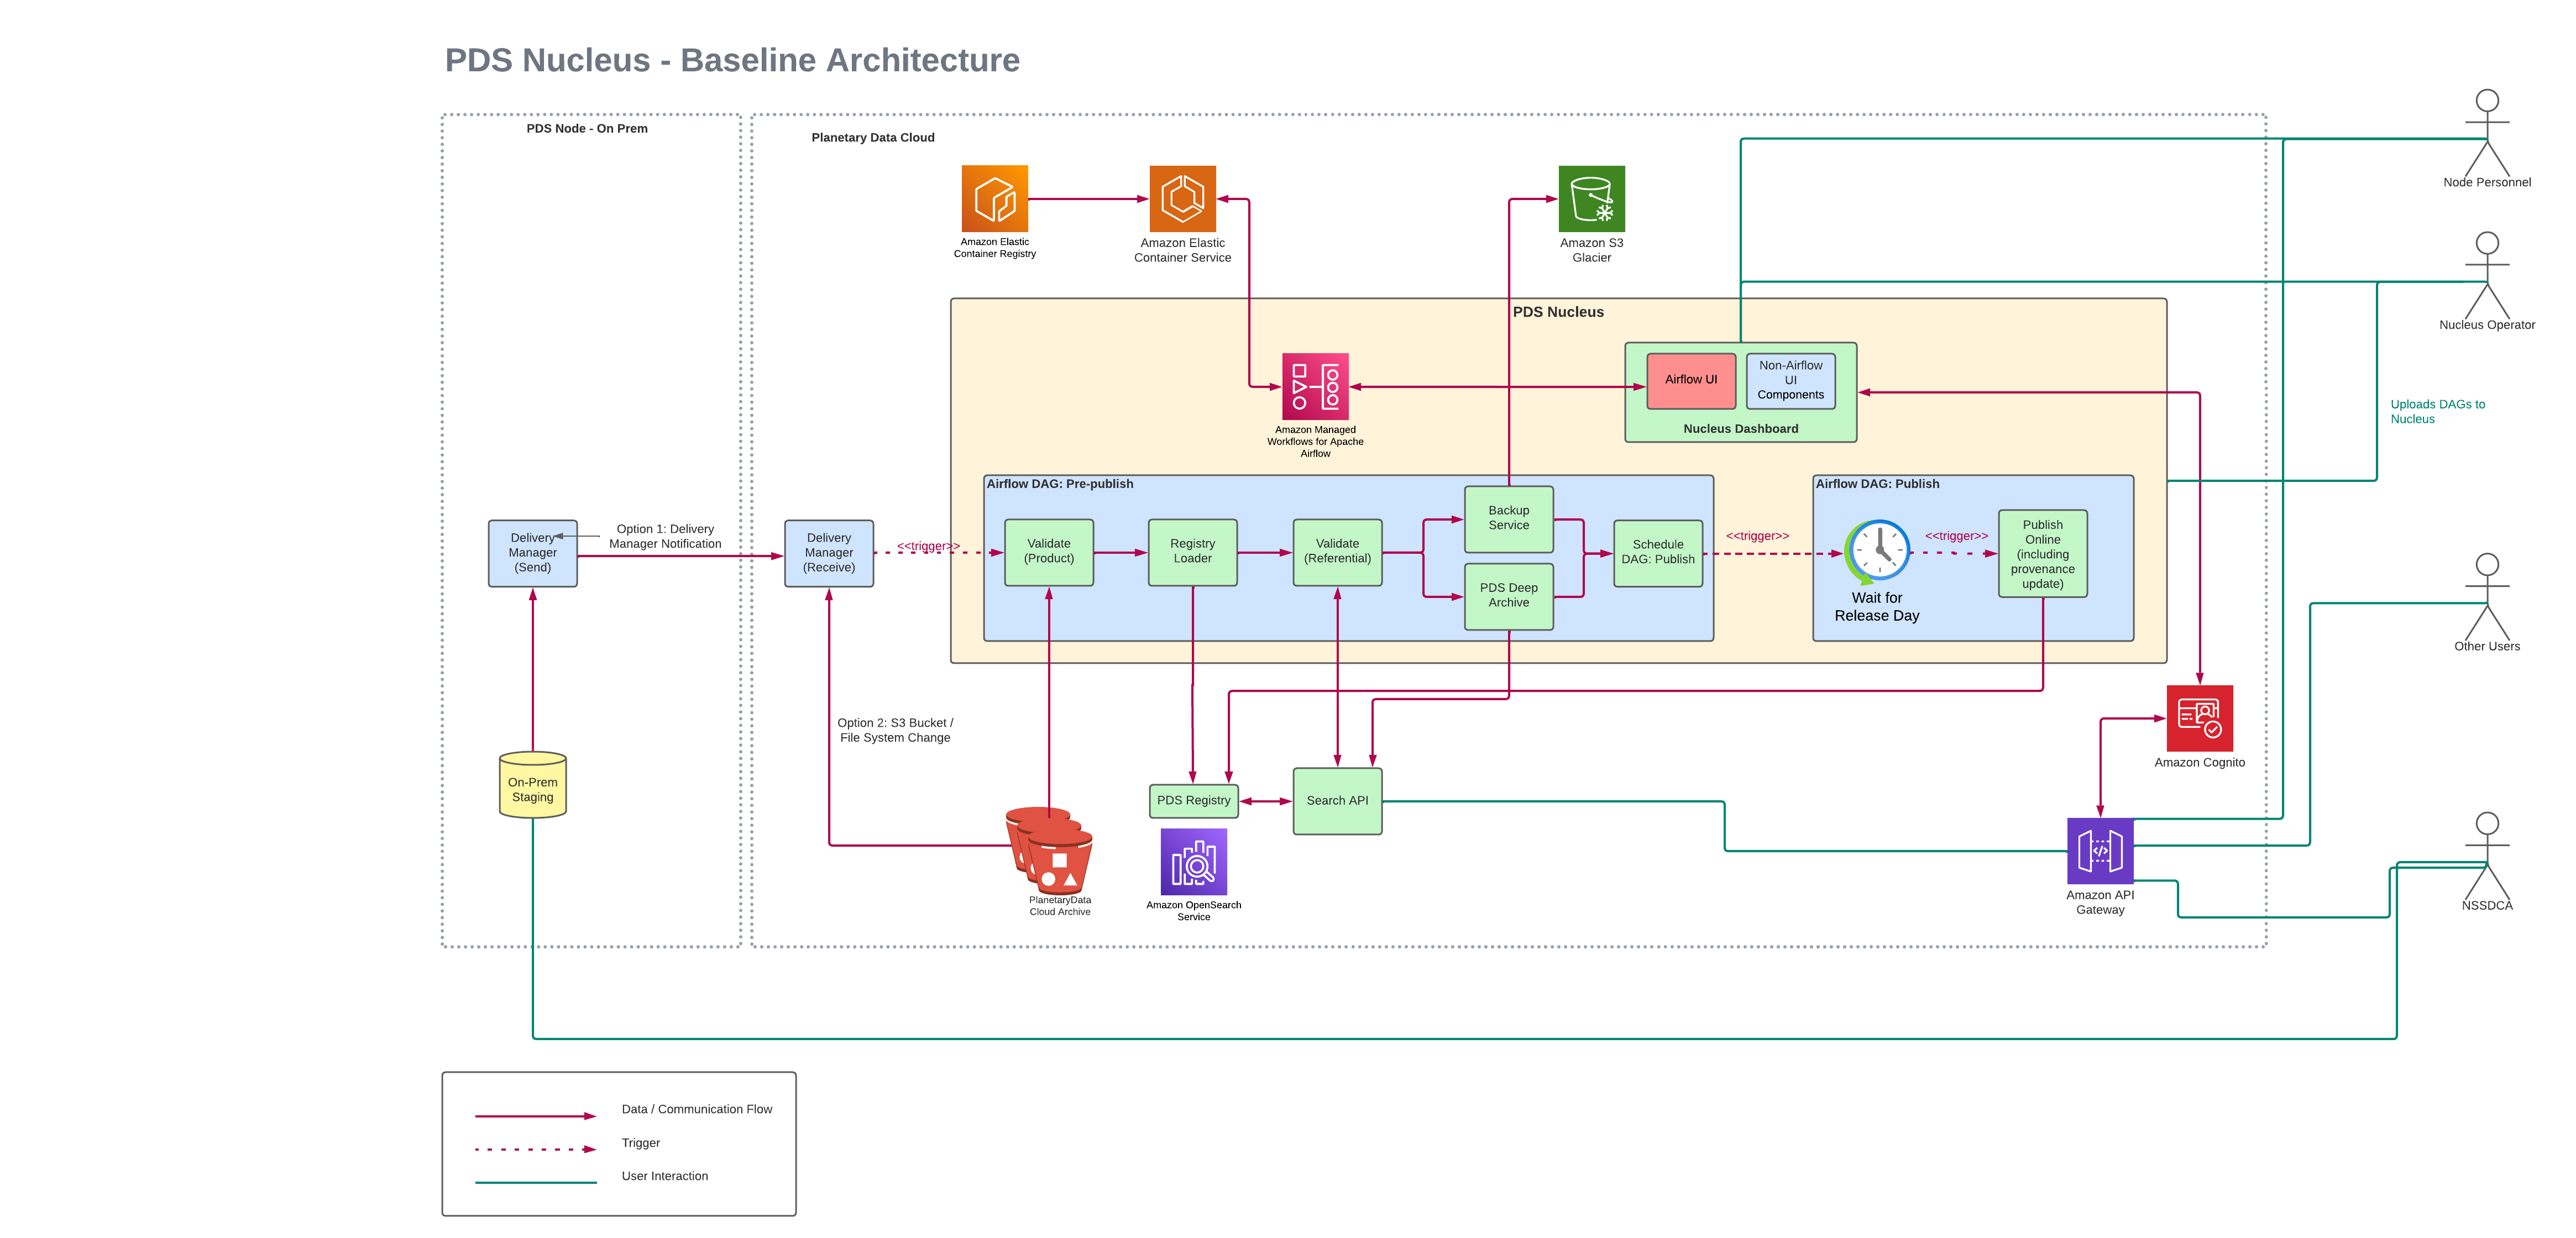 PDS Nucleus - Baseline Architecture
PDS Node - On Prem
Planetary Data Cloud
Node Personnel
Amazon Elastic
Container Registry
Amazon Elastic
Container Service
Amazon S3
Glacier
Nucleus Operator
PDS Nucleus
Airflow UI
Non-Airflow
UI
Components
Nucleus Dashboard
Amazon Managed
Workflows for Apache
Airflow
Uploads DAGs to
Nucleus
Airflow DAG: Pre-publish
Airflow DAG: Publish
Delivery
Manager
(Send)
Option 1: Delivery
Manager Notification
Delivery
Manager
(Receive)
<<trigger>>
Validate
(Product)
Registry
Loader
Validate
(Referential)
Backup
Service
PDS Deep
Archive
Schedule
DAG: Publish
<<trigger>>
Wait for
Release Day
<<trigger>>
Publish
Online
(including
provenance
update)
Other Users
Option 2: S3 Bucket /
File System Change
On-Prem
Staging
PlanetaryData
Cloud Archive
PDS Registry
Amazon OpenSearch
Service
Search API
Amazon Cognito
Amazon API
Gateway
NSSDCA
Data / Communication Flow
Trigger
User Interaction